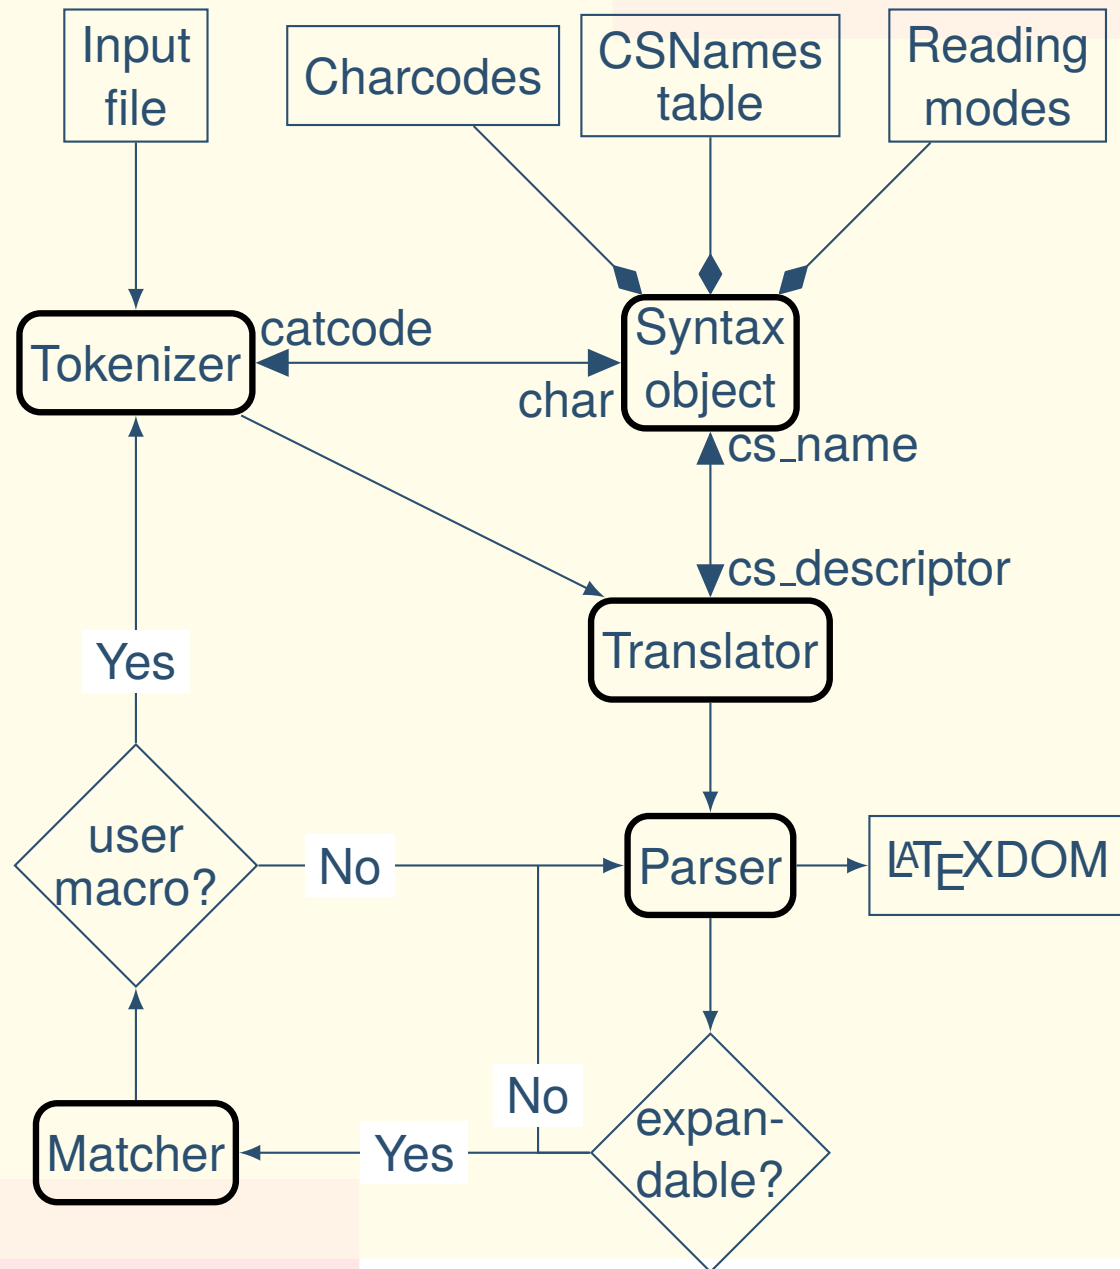 Input
file
Charcodes
CSNames
table
Reading
modes
Tokenizer
catcode
char
Syntax
object
cs_name
cs_descriptor
Translator
Yes
user
macro?
No
Parser
LATEXDOM
No
expan-
dable?
Yes
Matcher